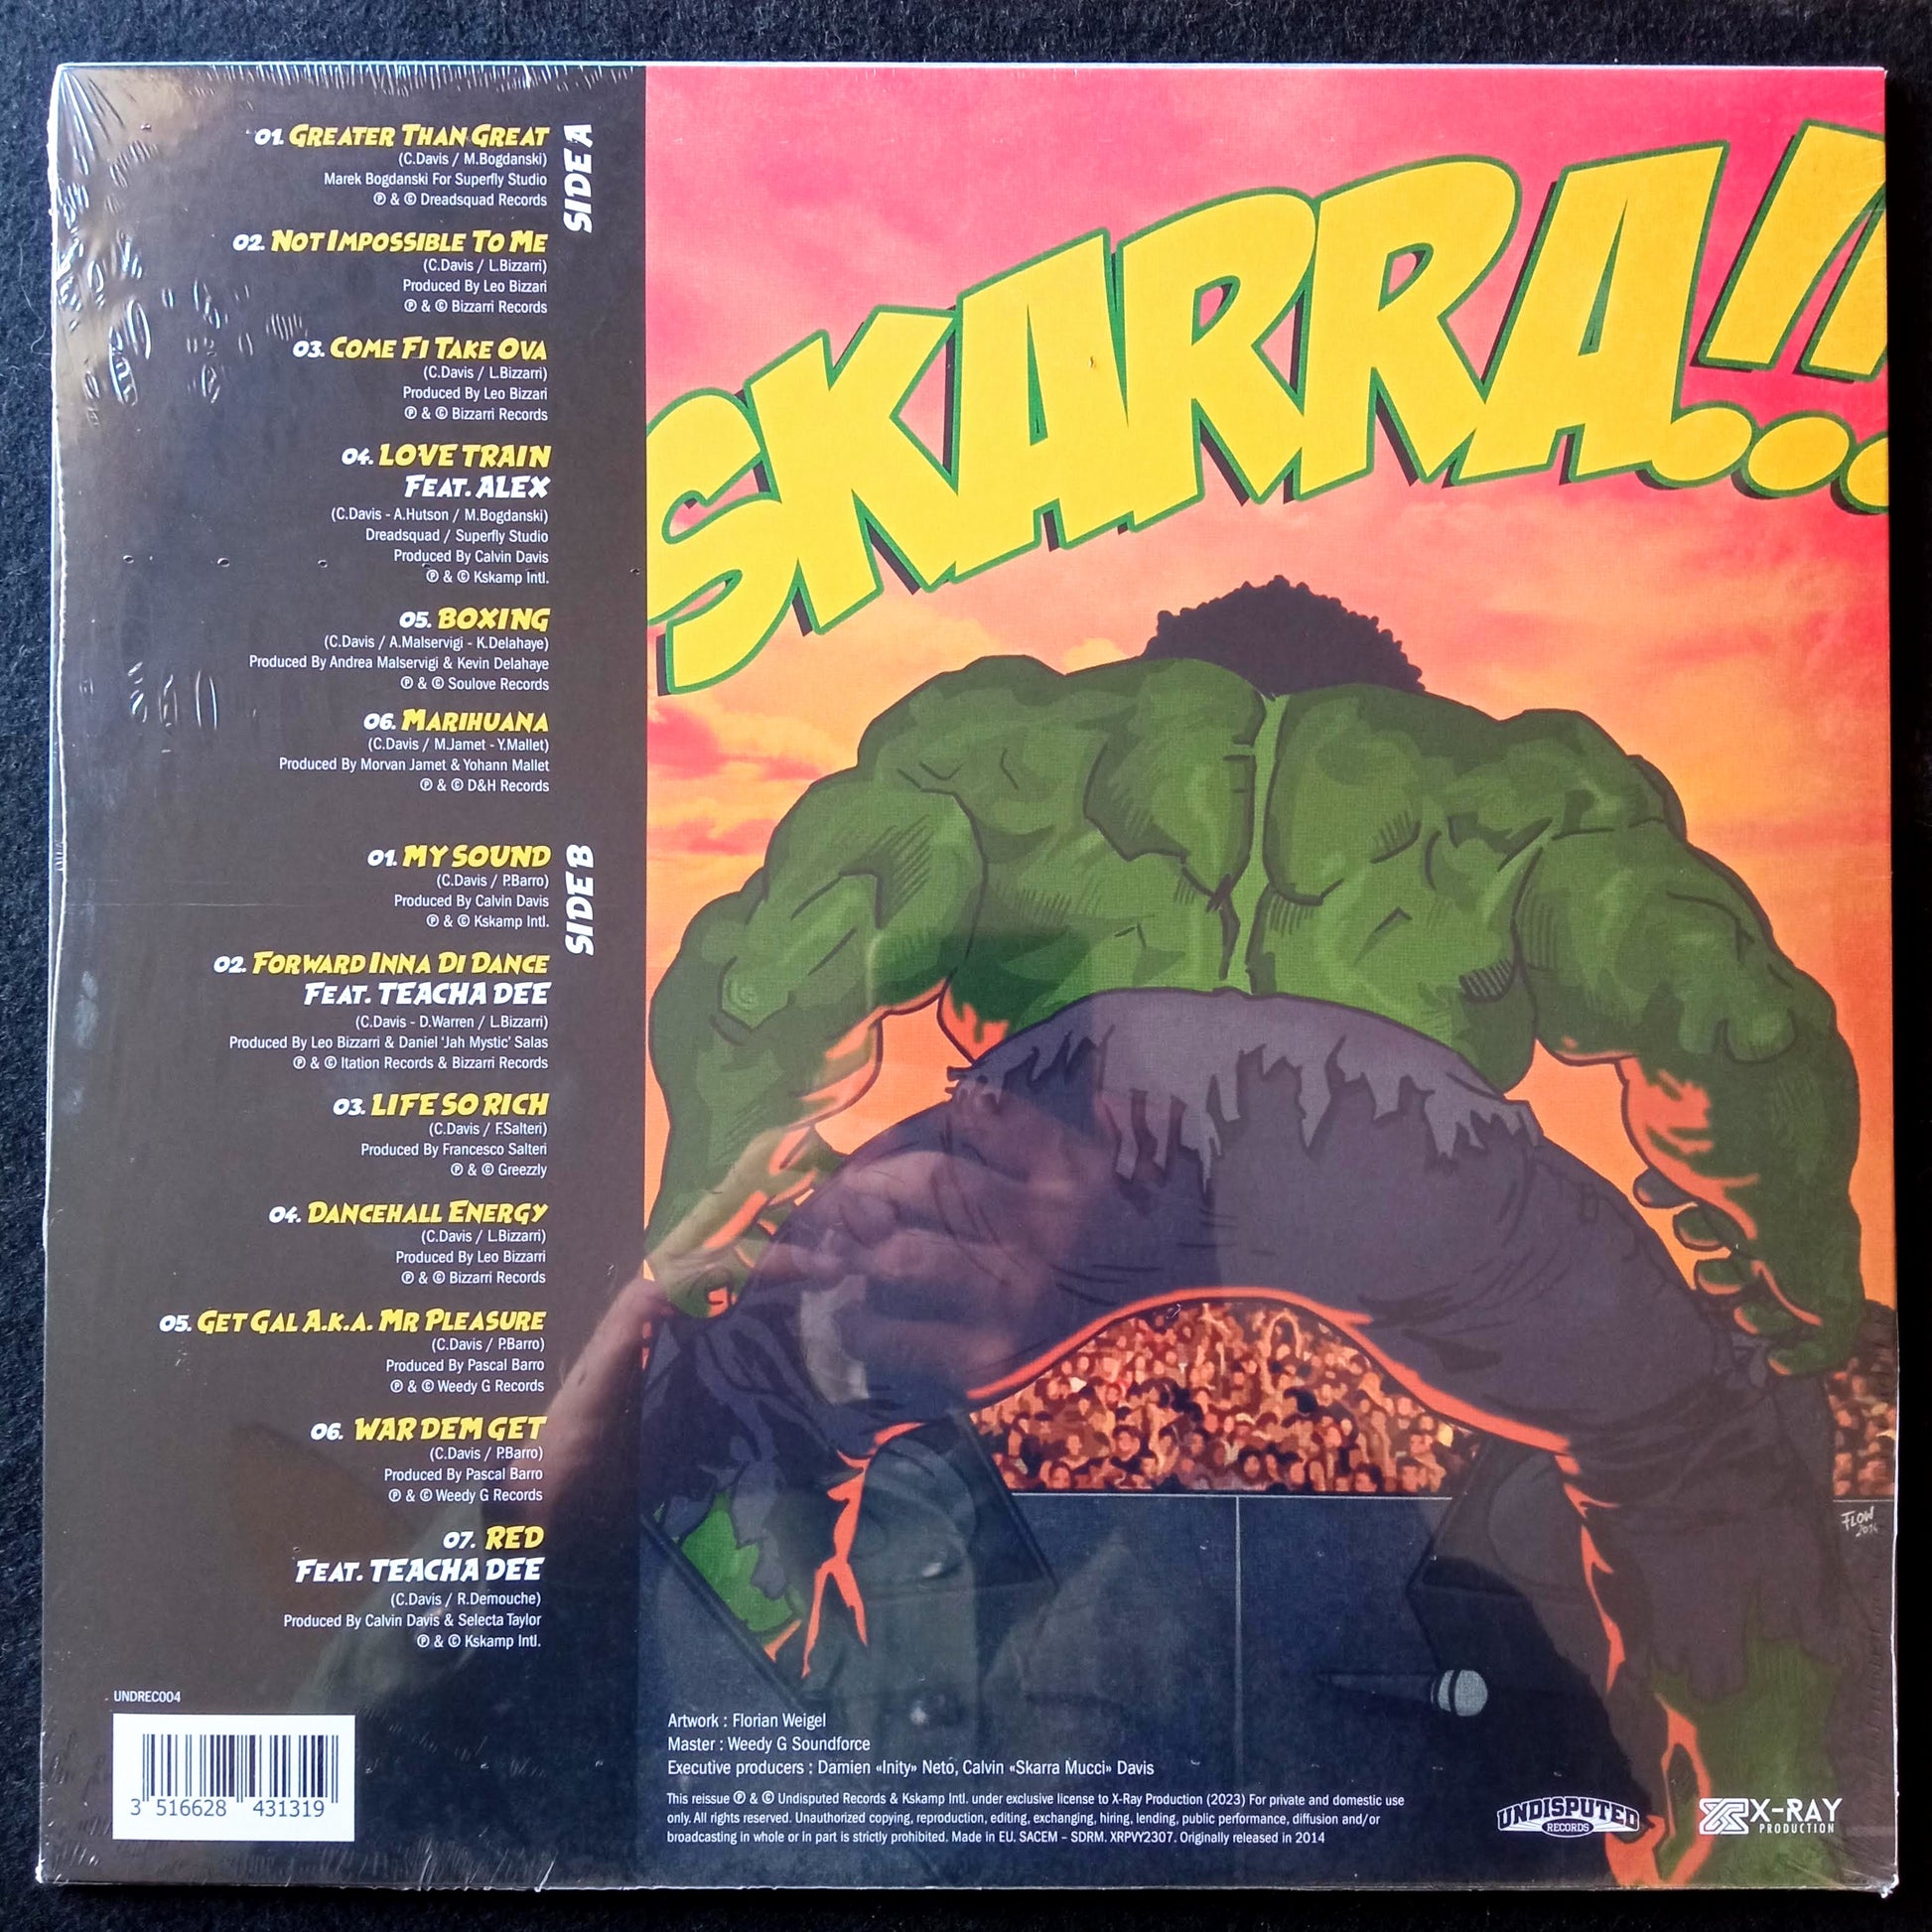 SIDE A
01. GREATER THAN GREAT
(C.Davis / M.Bogdanski)
Marek Bogdanski For Superfly Studio
℗ & © Dreadsquad Records
02. NOT IMPOSSIBLE TO ME
(C.Davis / L.Bizzarri)
Produced By Leo Bizzari
℗ & © Bizzarri Records
03. COME FI TAKE OVA
(C.Davis / L.Bizzarri)
Produced By Leo Bizzari
℗ & © Bizzarri Records
04. LOVE TRAIN
FEAT. ALEX
(C.Davis - A.Hutson / M.Bogdanski)
Dreadsquad / Superfly Studio
Produced By Calvin Davis
℗ & © Kskamp Intl.
05. BOXING
(C.Davis / A.Malservigi - K.Delahaye)
Produced By Andrea Malservigi & Kevin Delahaye
℗ & © Soulove Records
06. MARIHUANA
(C.Davis / M.Jamet - Y.Mallet)
Produced By Morvan Jamet & Yohann Mallet
℗ & © D&H Records
SIDE B
01. MY SOUND
(C.Davis / P.Barro)
Produced By Calvin Davis
℗ & © Kskamp Intl.
02. FORWARD INNA DI DANCE
FEAT. TEACHA DEE
(C.Davis - D.Warren / L.Bizzarri)
Produced By Leo Bizzarri & Daniel 'Jah Mystic' Salas
℗ & © Itation Records & Bizzarri Records
03. LIFE SO RICH
(C.Davis / F.Salteri)
Produced By Francesco Salteri
℗ & © Greezzly
04. DANCEHALL ENERGY
(C.Davis / L.Bizzarri)
Produced By Leo Bizzarri
℗ & © Bizzarri Records
05. GET GAL A.K.A. MR PLEASURE
(C.Davis / P.Barro)
Produced By Pascal Barro
℗ & © Weedy G Records
06. WAR DEM GET
(C.Davis / P.Barro)
Produced By Pascal Barro
℗ & © Weedy G Records
07. RED
FEAT. TEACHA DEE
(C.Davis / R.Demouche)
Produced By Calvin Davis & Selecta Taylor
℗ & © Kskamp Intl.
UNDREC004
3 516628 431319
SKARRA!!
FLOW
Artwork : Florian Weigel
Master : Weedy G Soundforce
Executive producers : Damien «Inity» Neto, Calvin «Skarra Mucci» Davis
This reissue ℗ & © Undisputed Records & Kskamp Intl. under exclusive license to X-Ray Production (2023) For private and domestic use
only. All rights reserved. Unauthorized copying, reproduction, editing, exchanging, hiring, lending, public performance, diffusion and/or
broadcasting in whole or in part is strictly prohibited. Made in EU. SACEM – SDRM. XRPVY2307. Originally released in 2014
UNDISPUTED
RECORDS
X-RAY
PRODUCTION